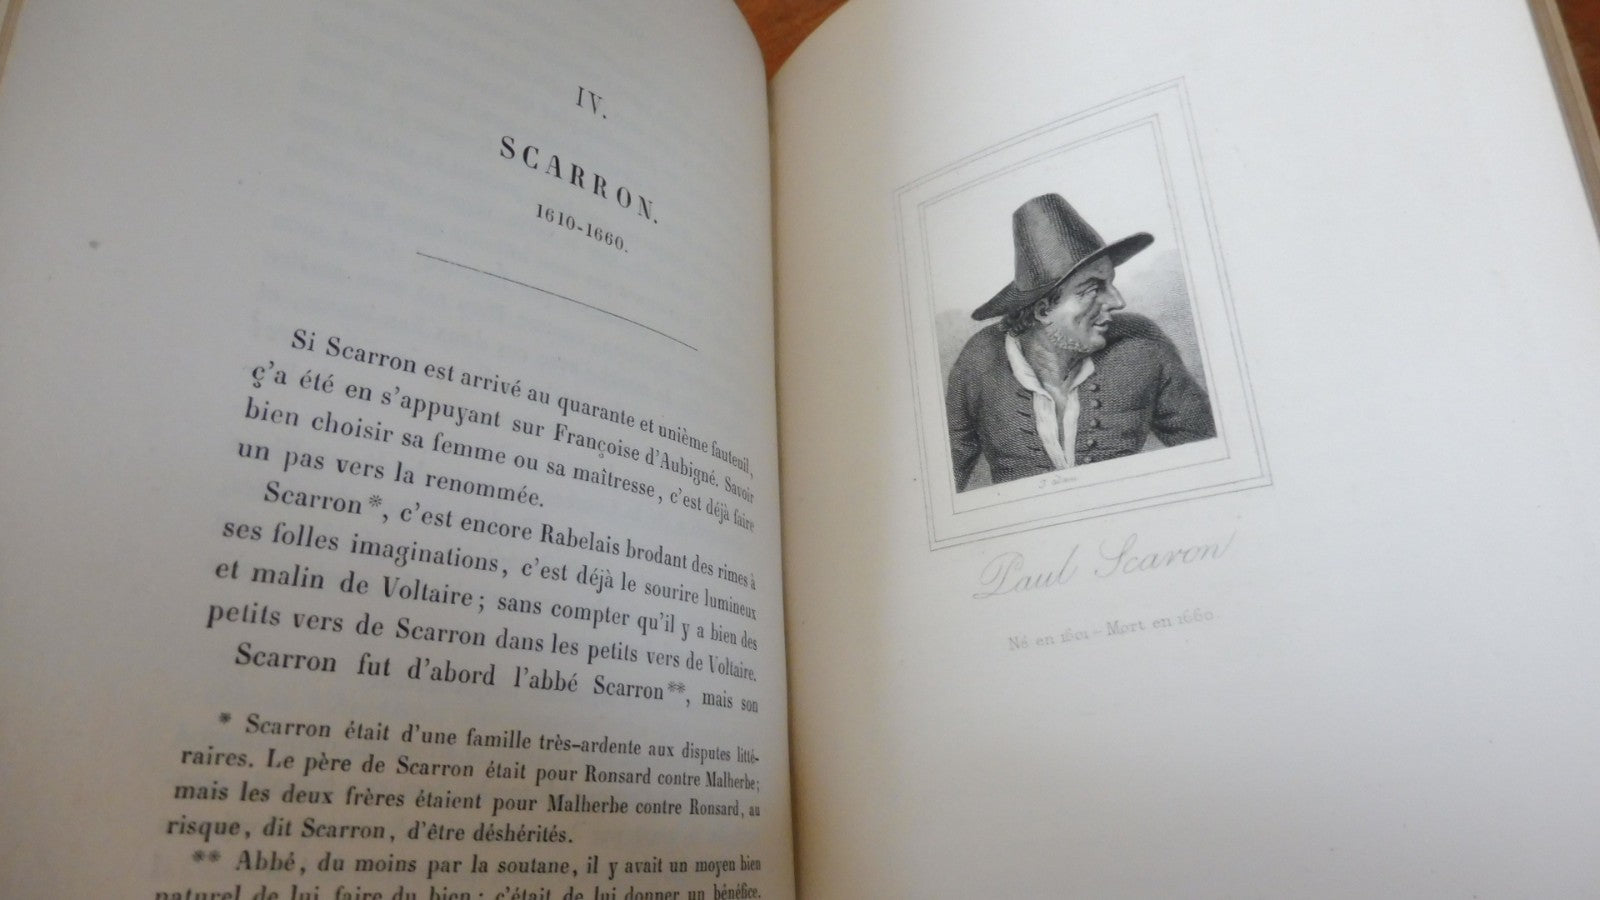 IV.
SCARRON.
1610-1660.
Si Scarron est arrivé au quarante et unième fauteuil,
ç'a été en s'appuyant sur Françoise d'Aubigné. Savoir
bien choisir sa femme ou sa maîtresse, c'est déjà faire
un pas vers la renommée.
Scarron*, c'est encore Rabelais brodant des rimes à
ses folles imaginations, c'est déjà le sourire lumineux
et malin de Voltaire; sans compter qu'il y a bien des
petits vers de Scarron dans les petits vers de Voltaire.
Scarron fut d'abord l'abbé Scarron**, mais son
* Scarron était d'une famille très-ardente aux disputes litté-
raires. Le père de Scarron était pour Ronsard contre Malherbe;
mais les deux frères étaient pour Malherbe contre Ronsard, au
risque, dit Scarron, d'être déshérités.
** Abbé, du moins par la soutane, il y avait un moyen bien
naturel de lui faire du bien: c'était de lui donner un bénéfice.
Paul Scaron
Né en 1601 - Mort en 1660.